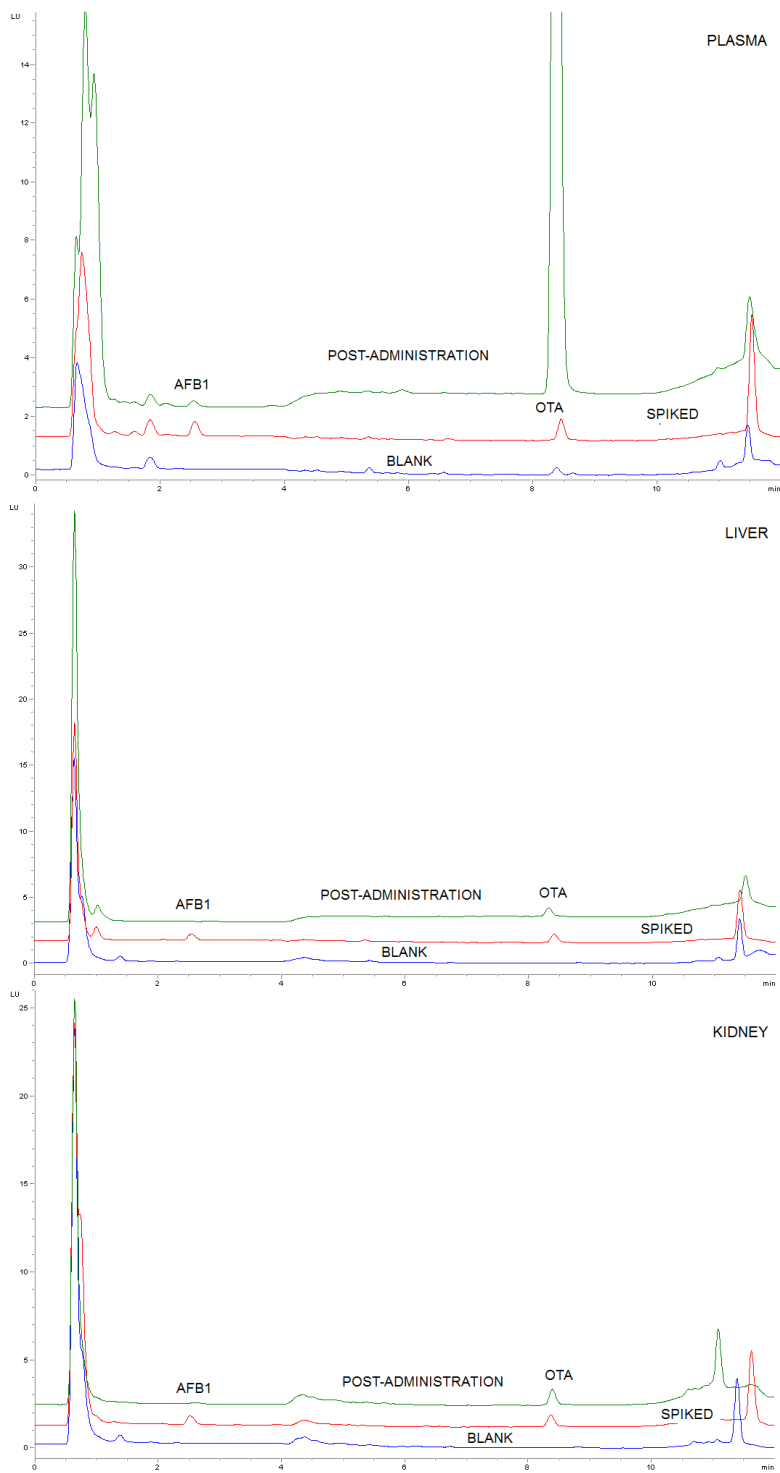 LU
PLASMA
14
12
10
8
6
POST-ADMINISTRATION
4
AFB1
OTA
SPIKED
2
BLANK
0
0 2 4 6 8 10 min
LU
LIVER
30
25
20
15
10
5
AFB1
POST-ADMINISTRATION
OTA
SPIKED
BLANK
0
0 2 4 6 8 10 min
LU
25
KIDNEY
20
15
10
5
AFB1
POST-ADMINISTRATION
OTA
SPIKED
BLANK
0
0 2 4 6 8 10 min